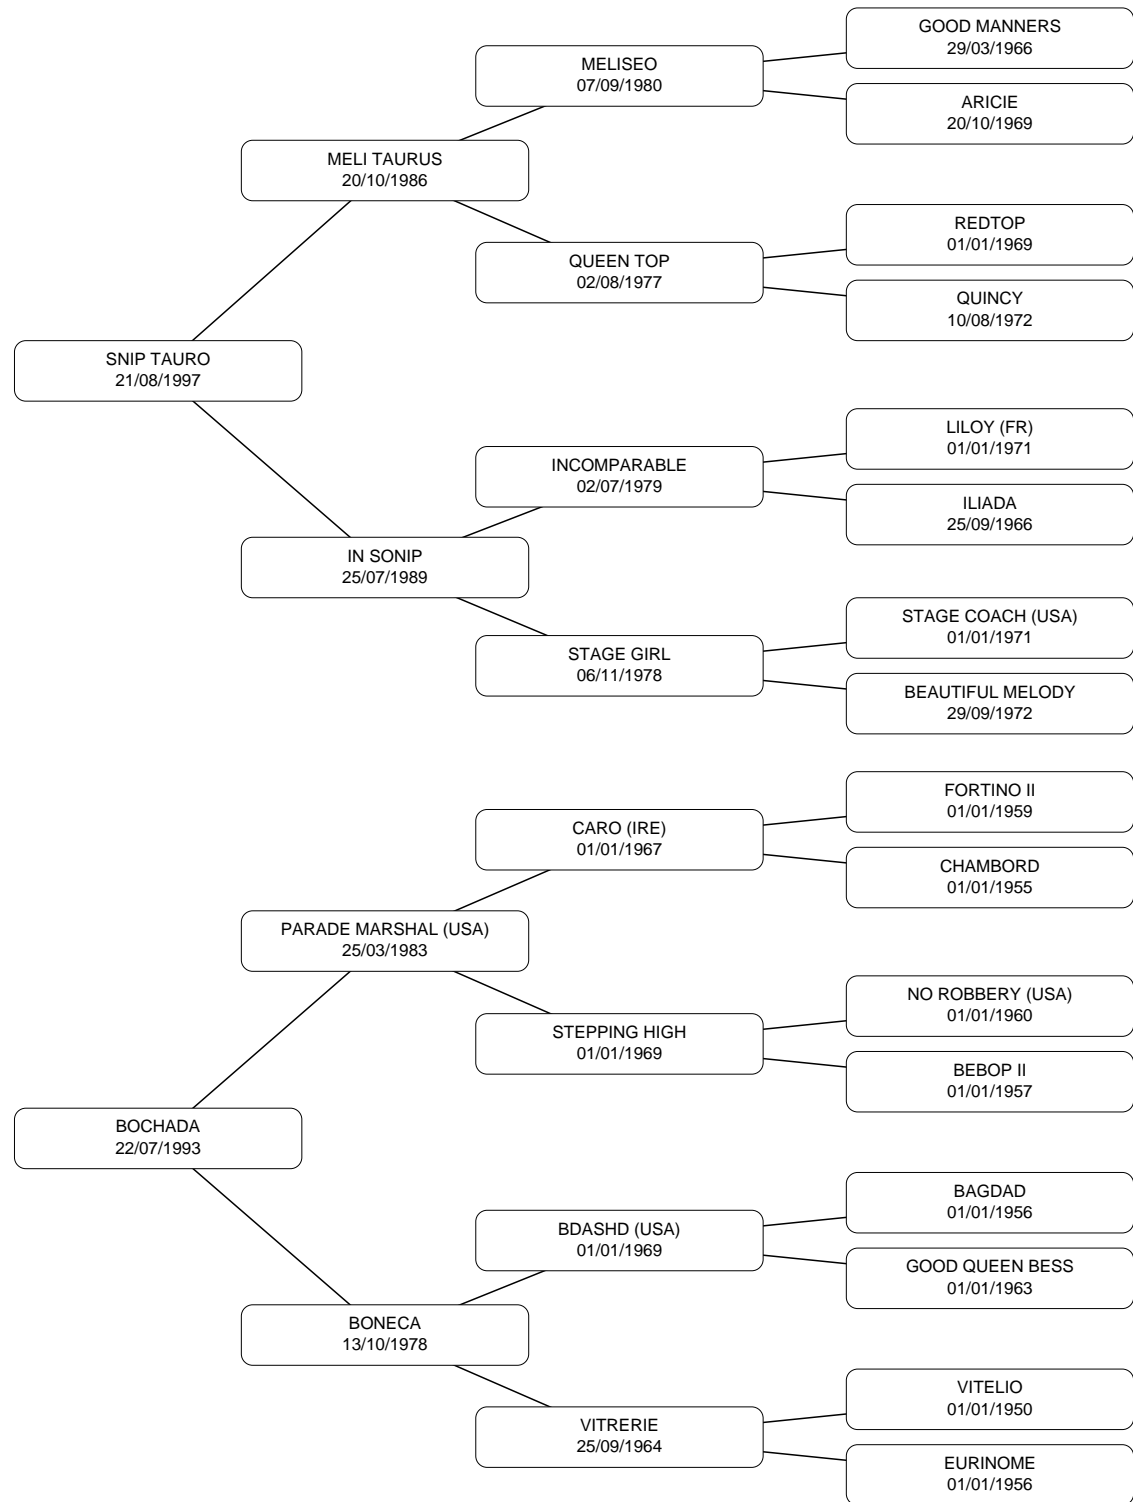 GOOD MANNERS
29/03/1966
MELISEO
07/09/1980
ARICIE
20/10/1969
MELI TAURUS
20/10/1986
REDTOP
01/01/1969
QUEEN TOP
02/08/1977
QUINCY
10/08/1972
SNIP TAURO
21/08/1997
LILOY (FR)
01/01/1971
INCOMPARABLE
02/07/1979
ILIADA
25/09/1966
IN SONIP
25/07/1989
STAGE COACH (USA)
01/01/1971
STAGE GIRL
06/11/1978
BEAUTIFUL MELODY
29/09/1972
FORTINO II
01/01/1959
CARO (IRE)
01/01/1967
CHAMBORD
01/01/1955
PARADE MARSHAL (USA)
25/03/1983
NO ROBBERY (USA)
01/01/1960
STEPPING HIGH
01/01/1969
BEBOP II
01/01/1957
BOCHADA
22/07/1993
BAGDAD
01/01/1956
BDASHD (USA)
01/01/1969
GOOD QUEEN BESS
01/01/1963
BONECA
13/10/1978
VITELIO
01/01/1950
VITRERIE
25/09/1964
EURINOME
01/01/1956